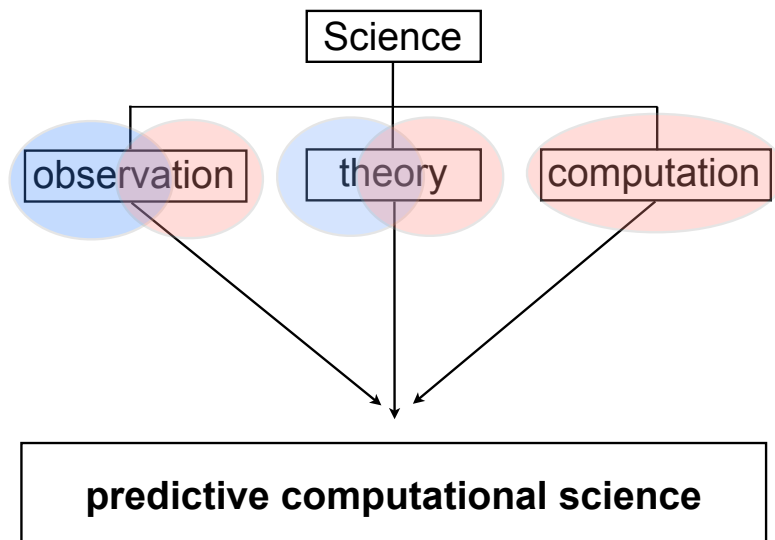 Science
observation
theory
computation
predictive computational science